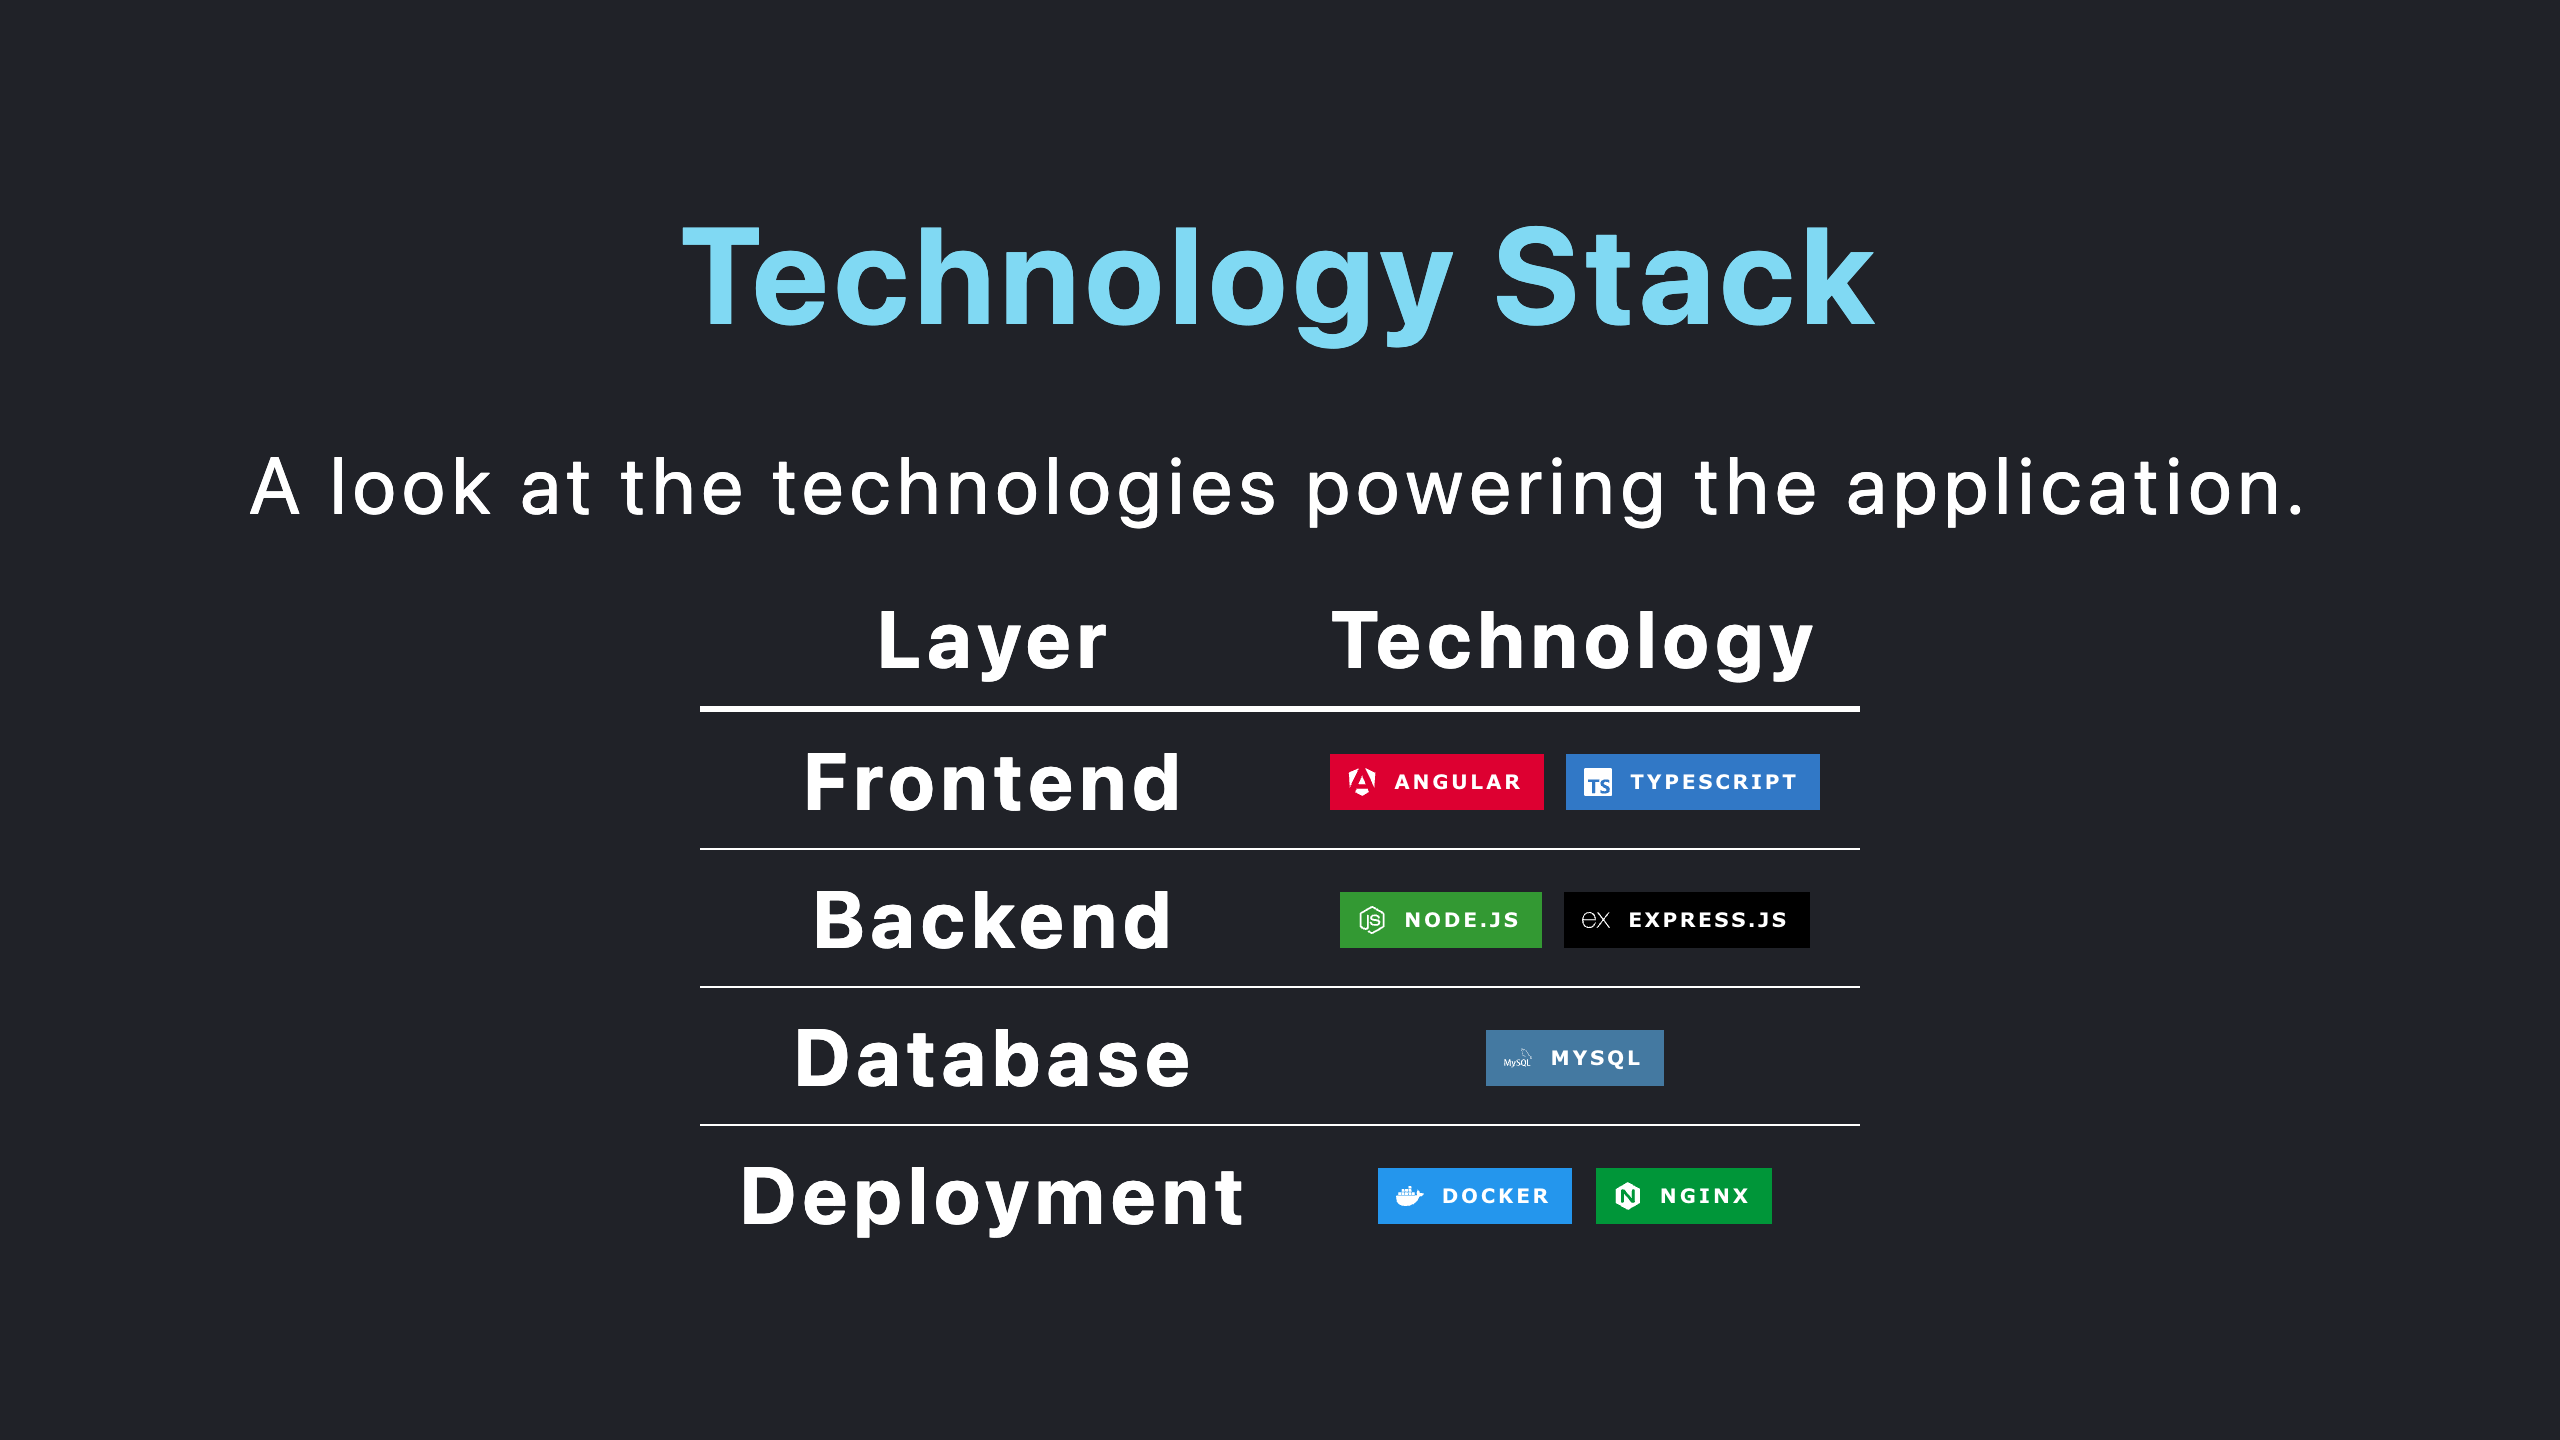 Technology Stack
A look at the technologies powering the application.
Layer Technology
Frontend ANGULAR TS TYPESCRIPT
Backend JS NODE.JS EX EXPRESS.JS
Database MySQL MYSQL
Deployment DOCKER N NGINX